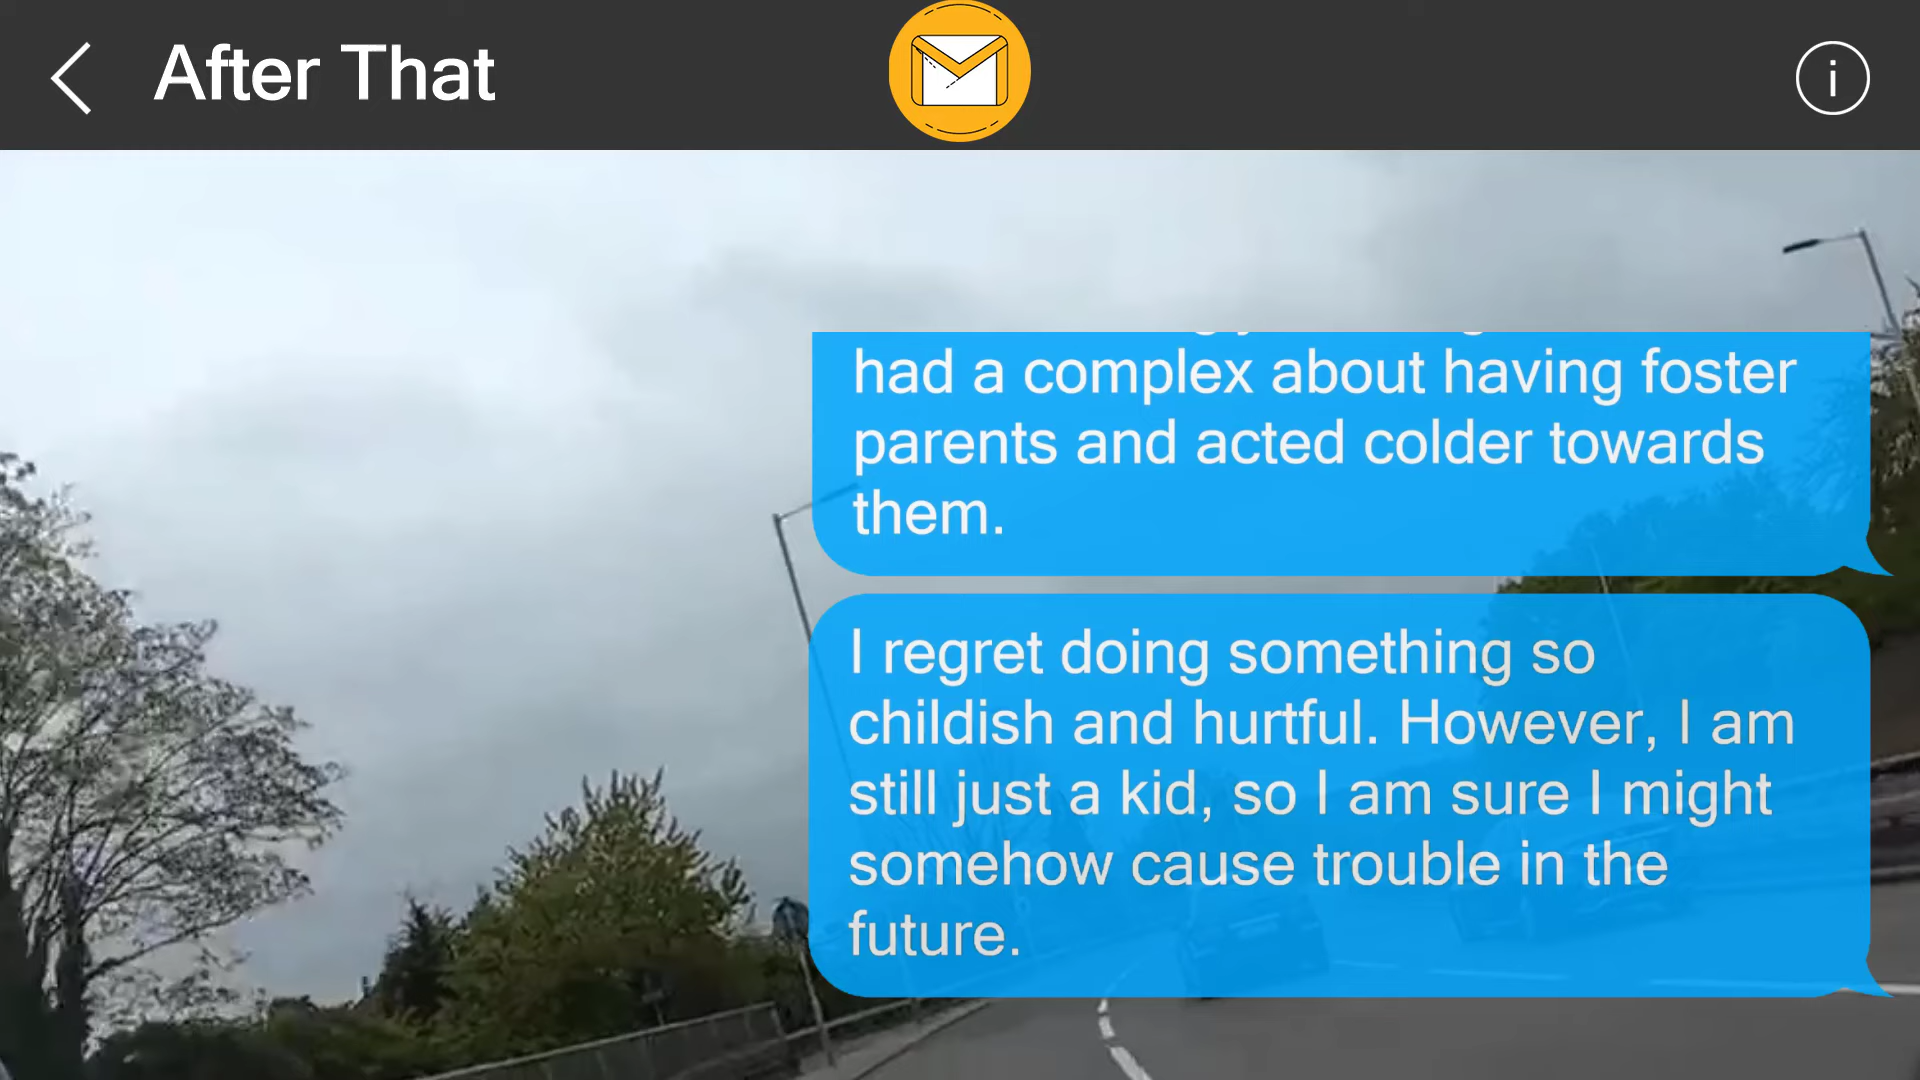 After That
i
had a complex about having foster
parents and acted colder towards
them.
I regret doing something so
childish and hurtful. However, I am
still just a kid, so I am sure I might
somehow cause trouble in the
future.